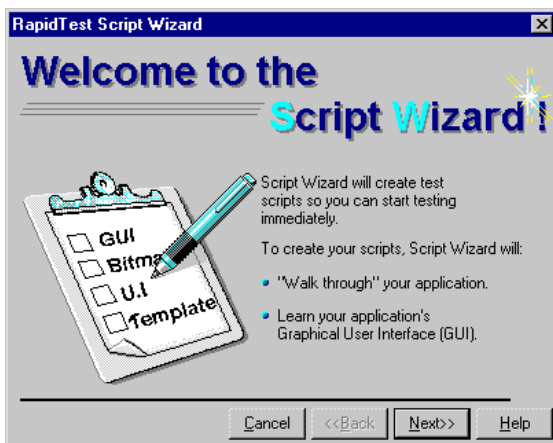 RapidTest Script Wizard
Welcome to the
Script Wizard!
Script Wizard will create test
scripts so you can start testing
immediately.
To create your scripts, Script Wizard will:
"Walk through" your application.
Learn your application's
Graphical User Interface (GUI).
GUI
Bitma
U.I
Template
Cancel
<<Back
Next>>
Help